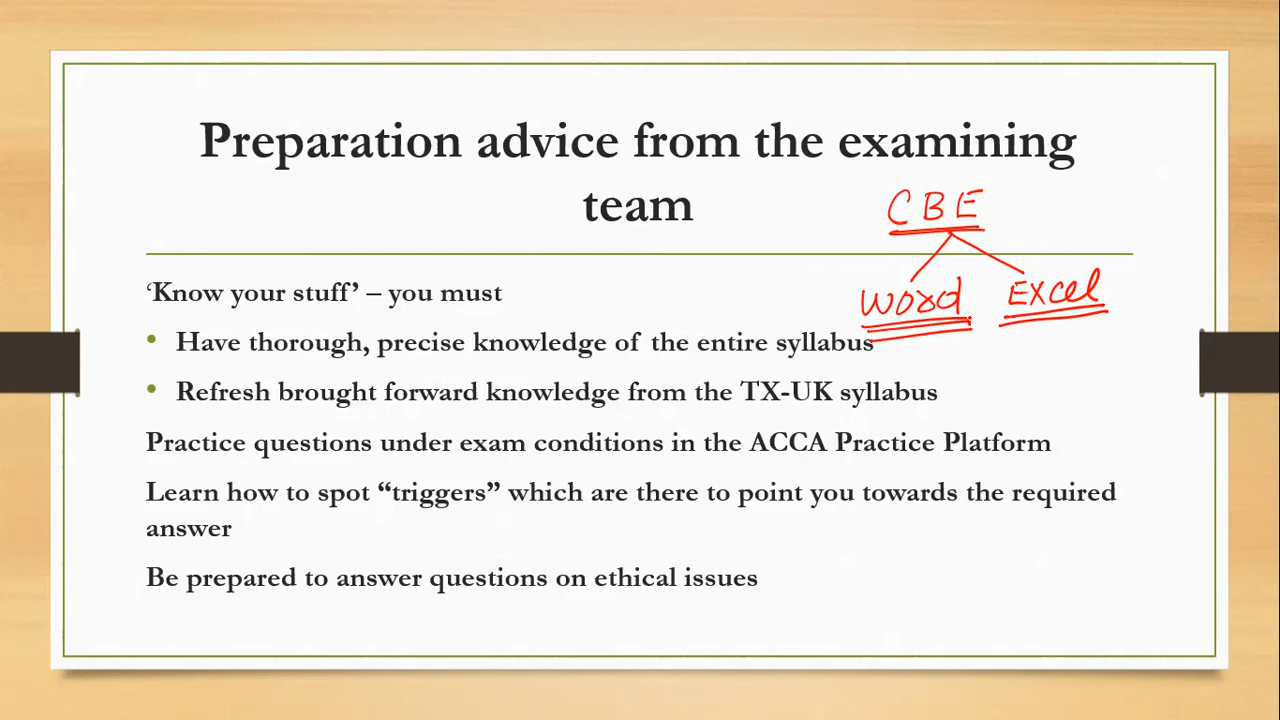 Preparation advice from the examining
team
CBE
Word Excel
‘Know your stuff’ – you must
• Have thorough, precise knowledge of the entire syllabus
• Refresh brought forward knowledge from the TX-UK syllabus
Practice questions under exam conditions in the ACCA Practice Platform
Learn how to spot “triggers” which are there to point you towards the required
answer
Be prepared to answer questions on ethical issues